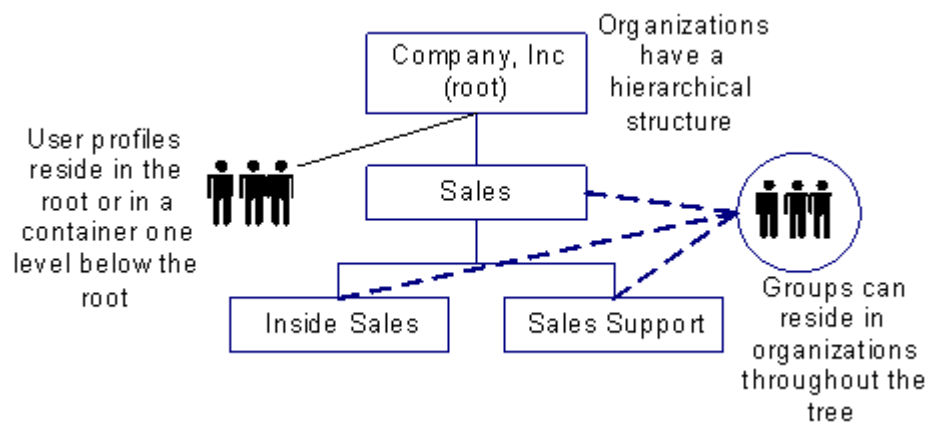 Company, Inc
(root)
Organizations
have a
hierarchical
structure
User profiles
reside in the
root or in a
container one
level below the
root
Sales
Inside Sales
Sales Support
Groups can
reside in
organizations
throughout the
tree